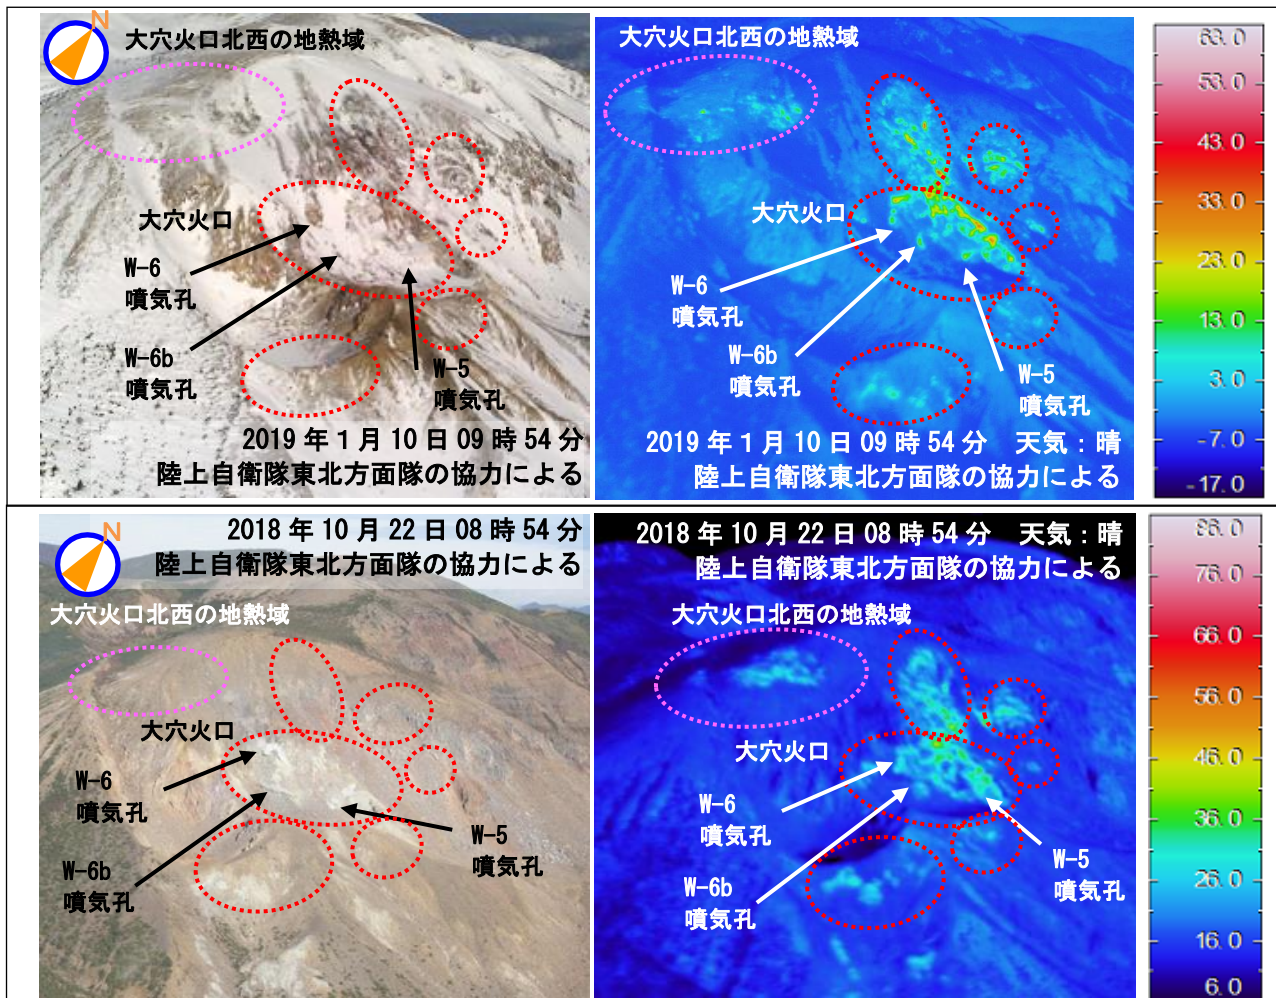 N
大穴火口北西の地熱域
大穴火口
W-6
噴気孔
W-6b
噴気孔
W-5
噴気孔
2019年1月10日09時54分
陸上自衛隊東北方面隊の協力による
大穴火口北西の地熱域
大穴火口
W-6
噴気孔
W-6b
噴気孔
W-5
噴気孔
2019年1月10日09時54分 天気:晴
陸上自衛隊東北方面隊の協力による
63.0
53.0
43.0
33.0
23.0
13.0
3.0
-7.0
-17.0
N
2018年10月22日08時54分
陸上自衛隊東北方面隊の協力による
大穴火口北西の地熱域
大穴火口
W-6
噴気孔
W-6b
噴気孔
W-5
噴気孔
2018年10月22日08時54分 天気:晴
陸上自衛隊東北方面隊の協力による
大穴火口北西の地熱域
大穴火口
W-6
噴気孔
W-6b
噴気孔
W-5
噴気孔
86.0
76.0
66.0
56.0
46.0
36.0
26.0
16.0
6.0